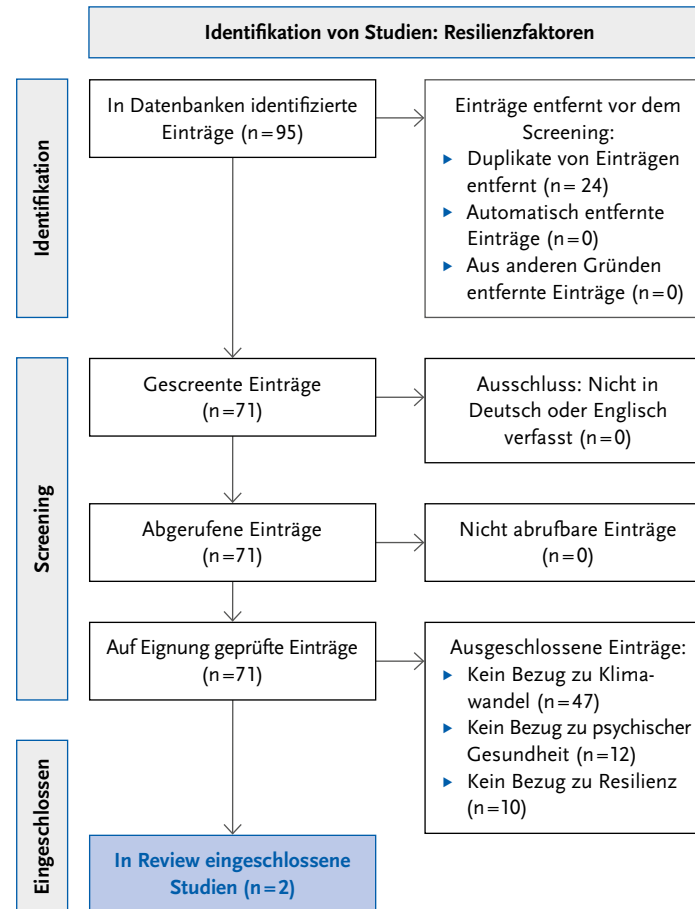 Identifikation von Studien: Resilienzfaktoren
Identifikation
In Datenbanken identifizierte
Einträge (n=95)
Einträge entfernt vor dem
Screening:
▸ Duplikate von Einträgen
entfernt (n= 24)
▸ Automatisch entfernte
Einträge (n=0)
▸ Aus anderen Gründen
entfernte Einträge (n=0)
Screening
Gescreente Einträge
(n=71)
Ausschluss: Nicht in
Deutsch oder Englisch
verfasst (n=0)
Abgerufene Einträge
(n=71)
Nicht abrufbare Einträge
(n=0)
Auf Eignung geprüfte Einträge
(n=71)
Ausgeschlossene Einträge:
▸ Kein Bezug zu Klima-
wandel (n=47)
▸ Kein Bezug zu psychischer
Gesundheit (n=12)
▸ Kein Bezug zu Resilienz
(n=10)
Eingeschlossen
In Review eingeschlossene
Studien (n=2)